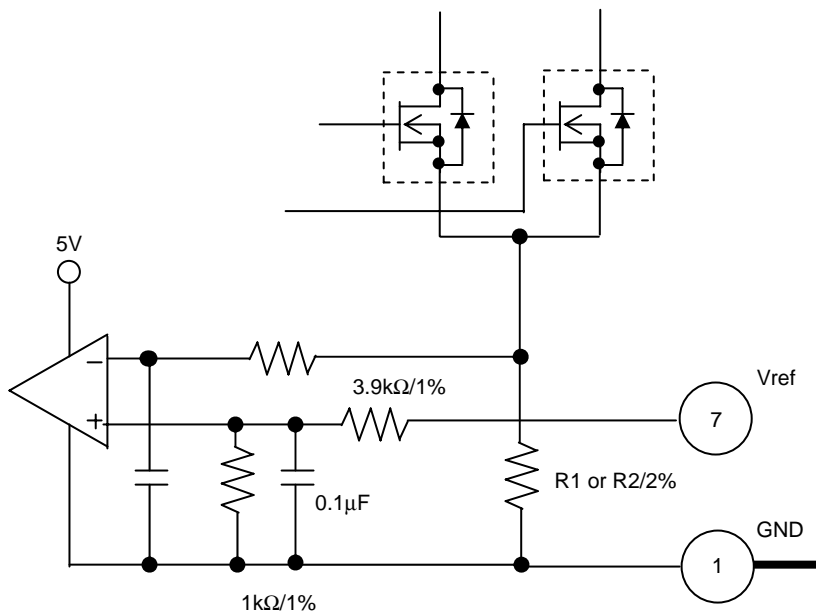 5V
−
3.9kΩ/1%
Vref
+
7
0.1μF
R1 or R2/2%
GND
1
1kΩ/1%